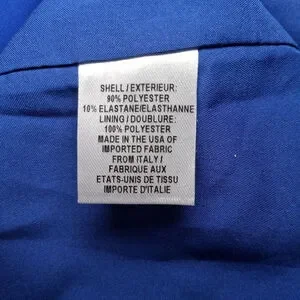 SHELL / EXTERIEUR:
90% POLYESTER
10% ELASTANE/ELASTHANNE
LINING / DOUBLURE:
100% POLYESTER
MADE IN THE USA OF
IMPORTED FABRIC
FROM ITALY /
FABRIQUE AUX
ETATS-UNIS DE TISSU
IMPORTE D'ITALIE